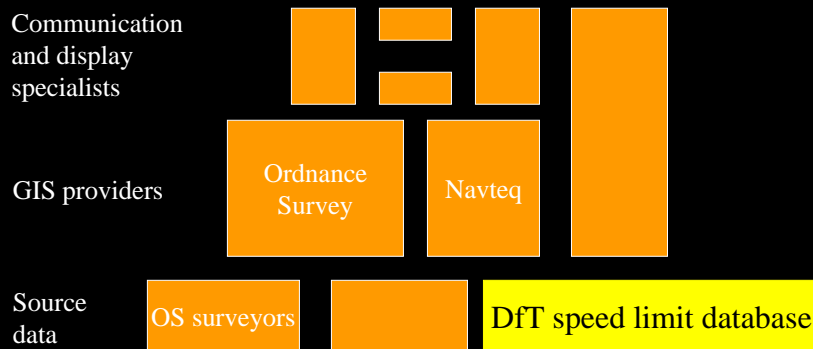 Communication
and display
specialists
GIS providers
Ordnance
Survey
Navteq
Source
data
OS surveyors
DfT speed limit database